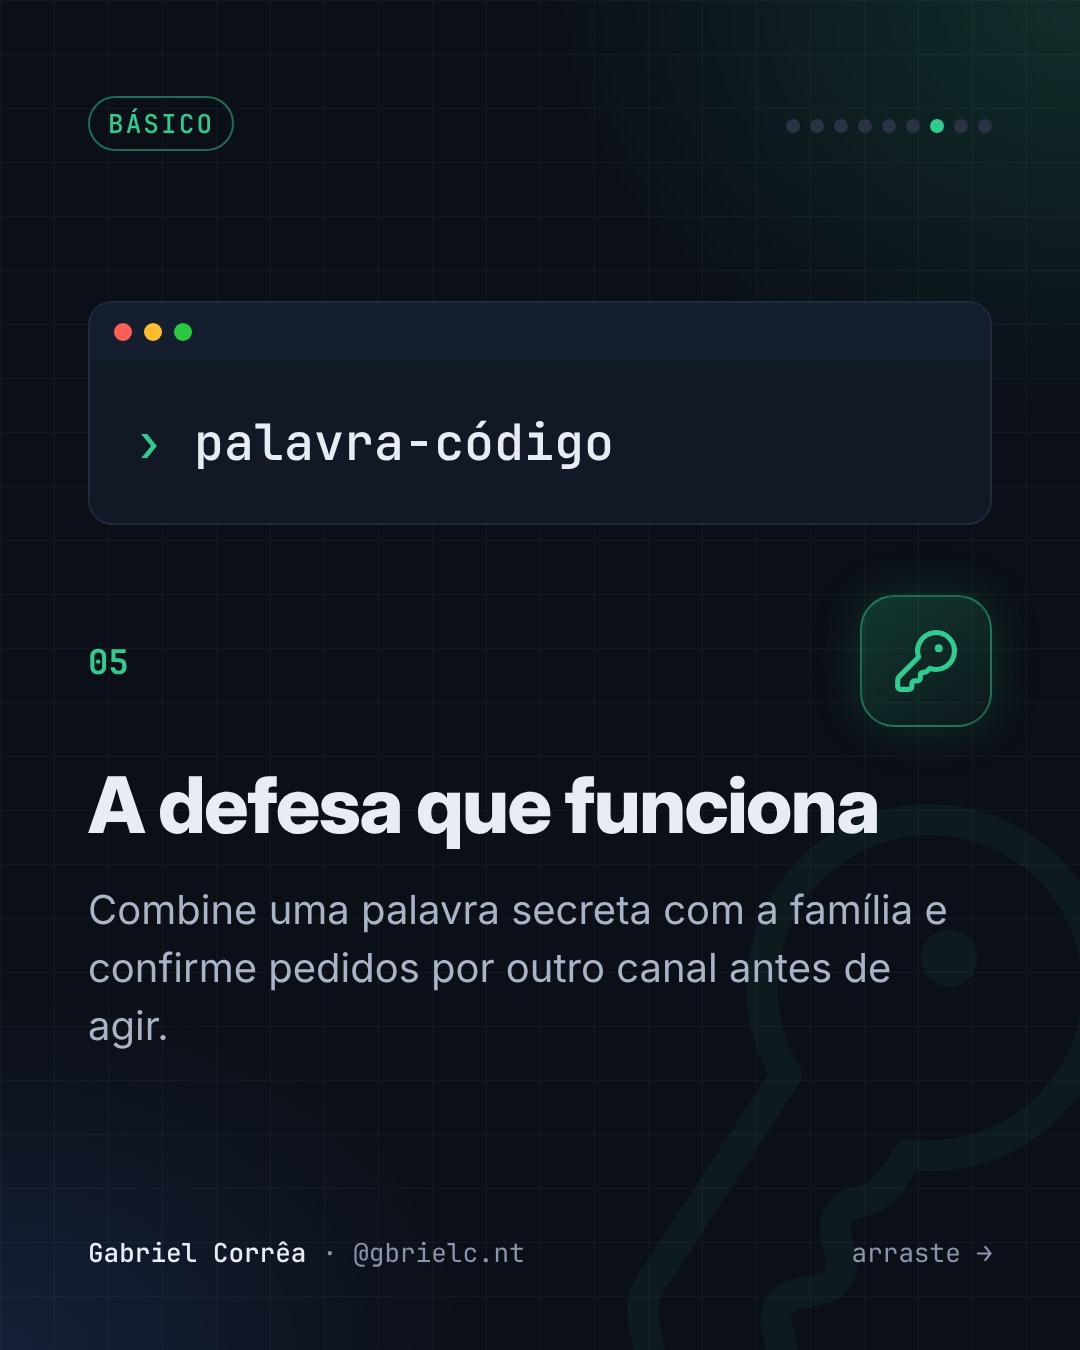 BÁSICO
› palavra-código
05
A defesa que funciona
Combine uma palavra secreta com a família e
confirme pedidos por outro canal antes de
agir.
Gabriel Corrêa · @gbrielc.nt
arraste →